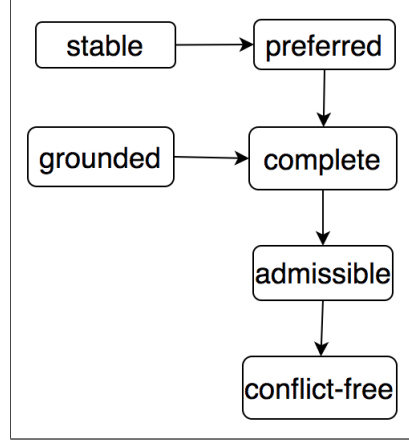 stable
preferred
grounded
complete
admissible
conflict-free